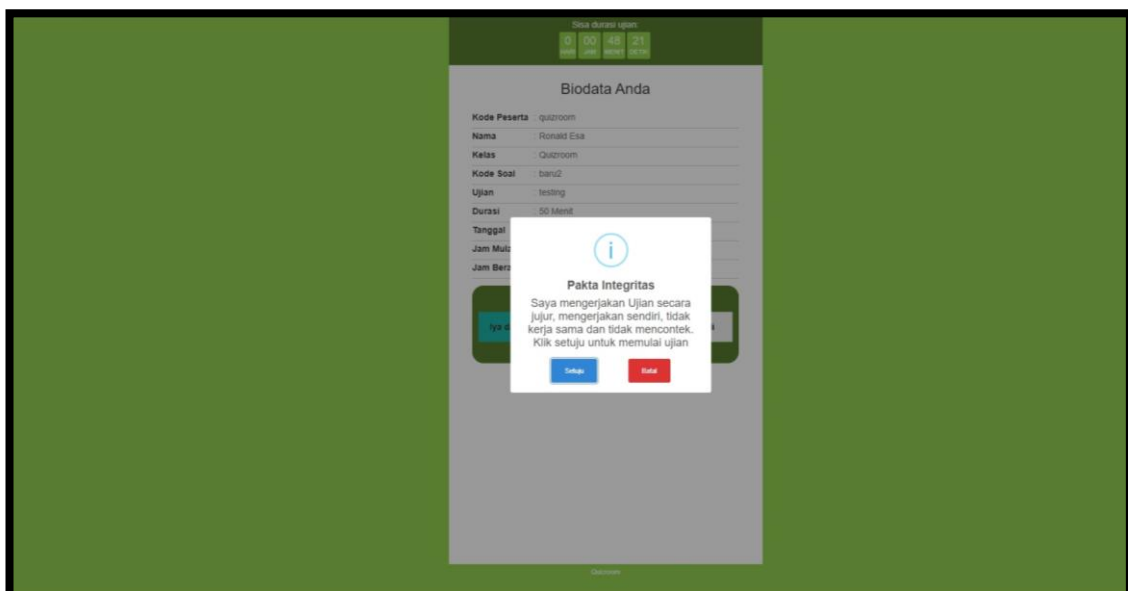 Sisa durasi ujian:
0 00 48 21
HARI JAM MENIT DETIK
Biodata Anda
Kode Peserta : quizroom
Nama : Ronald Esa
Kelas : Quizroom
Kode Soal : baru2
Ujian : testing
Durasi : 50 Menit
Tanggal
Jam Mula
Jam Bera
Pakta Integritas
Saya mengerjakan Ujian secara
jujur, mengerjakan sendiri, tidak
kerja sama dan tidak mencontek.
Klik setuju untuk memulai ujian
Iya d
Setuju Batal
Quizroom